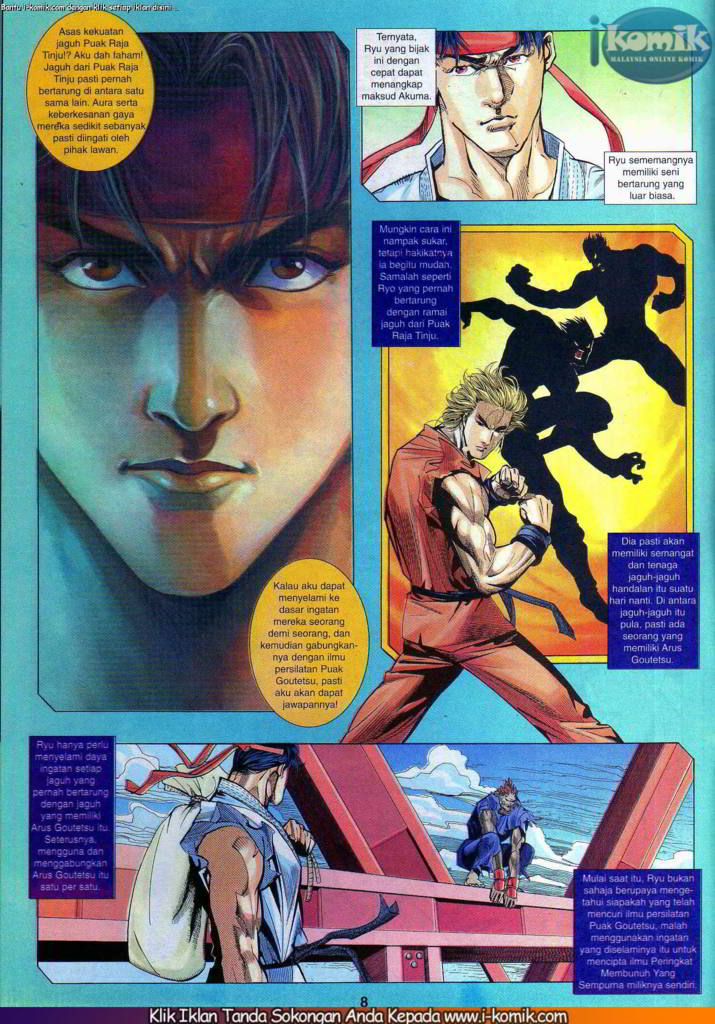 Bantu i-komik.com dengan klik setiap iklan disini...
i komik
MALAYSIA ONLINE KOMIK
Asas kekuatan
jaguh Puak Raja
Tinju!? Aku dah faham!
Jaguh dari Puak Raja
Tinju pasti pernah
bertarung di antara satu
sama lain. Aura serta
keberkesanan gaya
mereka sedikit sebanyak
pasti diingati oleh
pihak lawan.
Ternyata,
Ryu yang bijak
ini dengan
cepat dapat
menangkap
maksud Akuma.
Ryu sememangnya
memiliki seni
bertarung yang
luar biasa.
Mungkin cara ini
nampak sukar,
tetapi hakikatnya
ia begitu mudah.
Samalah seperti
Ryo yang pernah
bertarung
dengan ramai
jaguh dari Puak
Raja Tinju.
Dia pasti akan
memiliki semangat
dan tenaga
jaguh-jaguh
handalan itu suatu
hari nanti. Di antara
jaguh-jaguh itu
pula, pasti ada
seorang yang
memiliki Arus
Goutetsu.
Kalau aku dapat
menyelami ke
dasar ingatan
mereka seorang
demi seorang, dan
kemudian gabungkan-
nya dengan ilmu
persilatan Puak
Goutetsu, pasti
aku akan dapat
jawapannya!
Ryu hanya perlu
menyelami daya
ingatan setiap
jaguh yang
pernah bertarung
dengan jaguh
yang memiliki
Arus Goutetsu itu.
Seterusnya,
mengguna dan
menggabungkan
Arus Goutetsu itu
satu per satu.
Mulai saat itu, Ryu bukan
sahaja berupaya menge-
tahui siapakah yang telah
mencuri ilmu persilatan
Puak Goutetsu, malah
menggunakan ingatan
yang diselaminya itu untuk
mencipta ilmu Peringkat
Membunuh Yang
Sempurna miliknya sendiri.
8
Klik Iklan Tanda Sokongan Anda Kepada www.i-komik.com